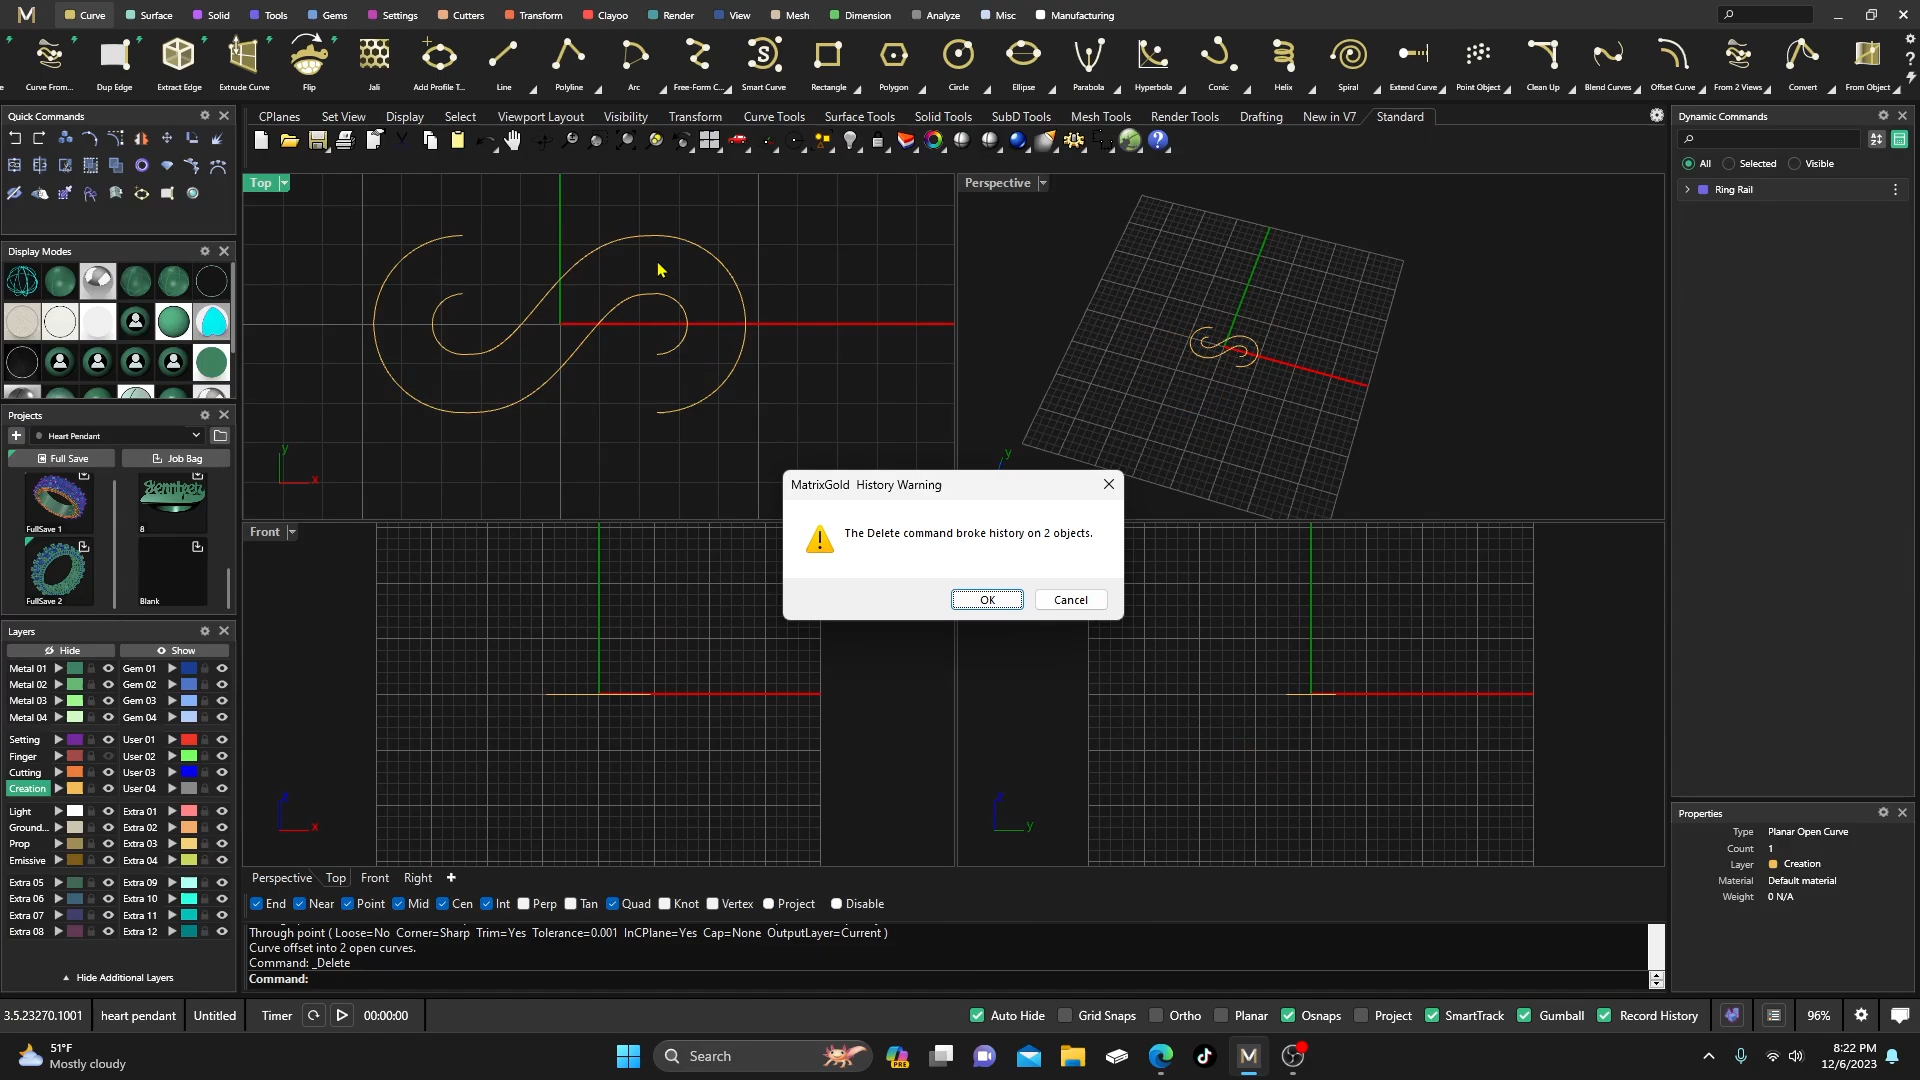 Curve Surface Solid Tools Gems Settings Cutters Transform Clayoo Render View Mesh Dimension Analyze Misc Manufacturing
Curve From... Dup Edge Extract Edge Extrude Curve Flip Jali Add Profile T... Line Polyline Arc Free-Form C... Smart Curve Rectangle Polygon Circle Ellipse Parabola Hyperbola Conic Helix Spiral Extend Curve Point Object Clean Up Blend Curves Offset Curve From 2 Views Convert From Object
Quick Commands
CPlanes Set View Display Select Viewport Layout Visibility Transform Curve Tools Surface Tools Solid Tools SubD Tools Mesh Tools Render Tools Drafting New in V7 Standard
Dynamic Commands
All Selected Visible
Ring Rail
Top
Perspective
Display Modes
Projects
Heart Pendant
Full Save Job Bag
FullSave 1 8
FullSave 2 Blank
y
x
y
MatrixGold History Warning
The Delete command broke history on 2 objects.
OK Cancel
Front
z
x
z
y
Layers
Hide Show
Metal 01 Gem 01
Metal 02 Gem 02
Metal 03 Gem 03
Metal 04 Gem 04
Setting User 01
Finger User 02
Cutting User 03
Creation User 04
Light Extra 01
Ground... Extra 02
Prop Extra 03
Emissive Extra 04
Extra 05 Extra 09
Extra 06 Extra 10
Extra 07 Extra 11
Extra 08 Extra 12
Hide Additional Layers
Properties
Type Planar Open Curve
Count 1
Layer Creation
Material Default material
Weight 0 N/A
Perspective Top Front Right
End Near Point Mid Cen Int Perp Tan Quad Knot Vertex Project Disable
Through point ( Loose=No Corner=Sharp Trim=Yes Tolerance=0.001 InCPlane=Yes Cap=None OutputLayer=Current )
Curve offset into 2 open curves.
Command: _Delete
Command:
3.5.23270.1001 heart pendant Untitled Timer 00:00:00 Auto Hide Grid Snaps Ortho Planar Osnaps Project SmartTrack Gumball Record History 96%
51°F
Mostly cloudy
Search
PRE
8:22 PM
12/6/2023